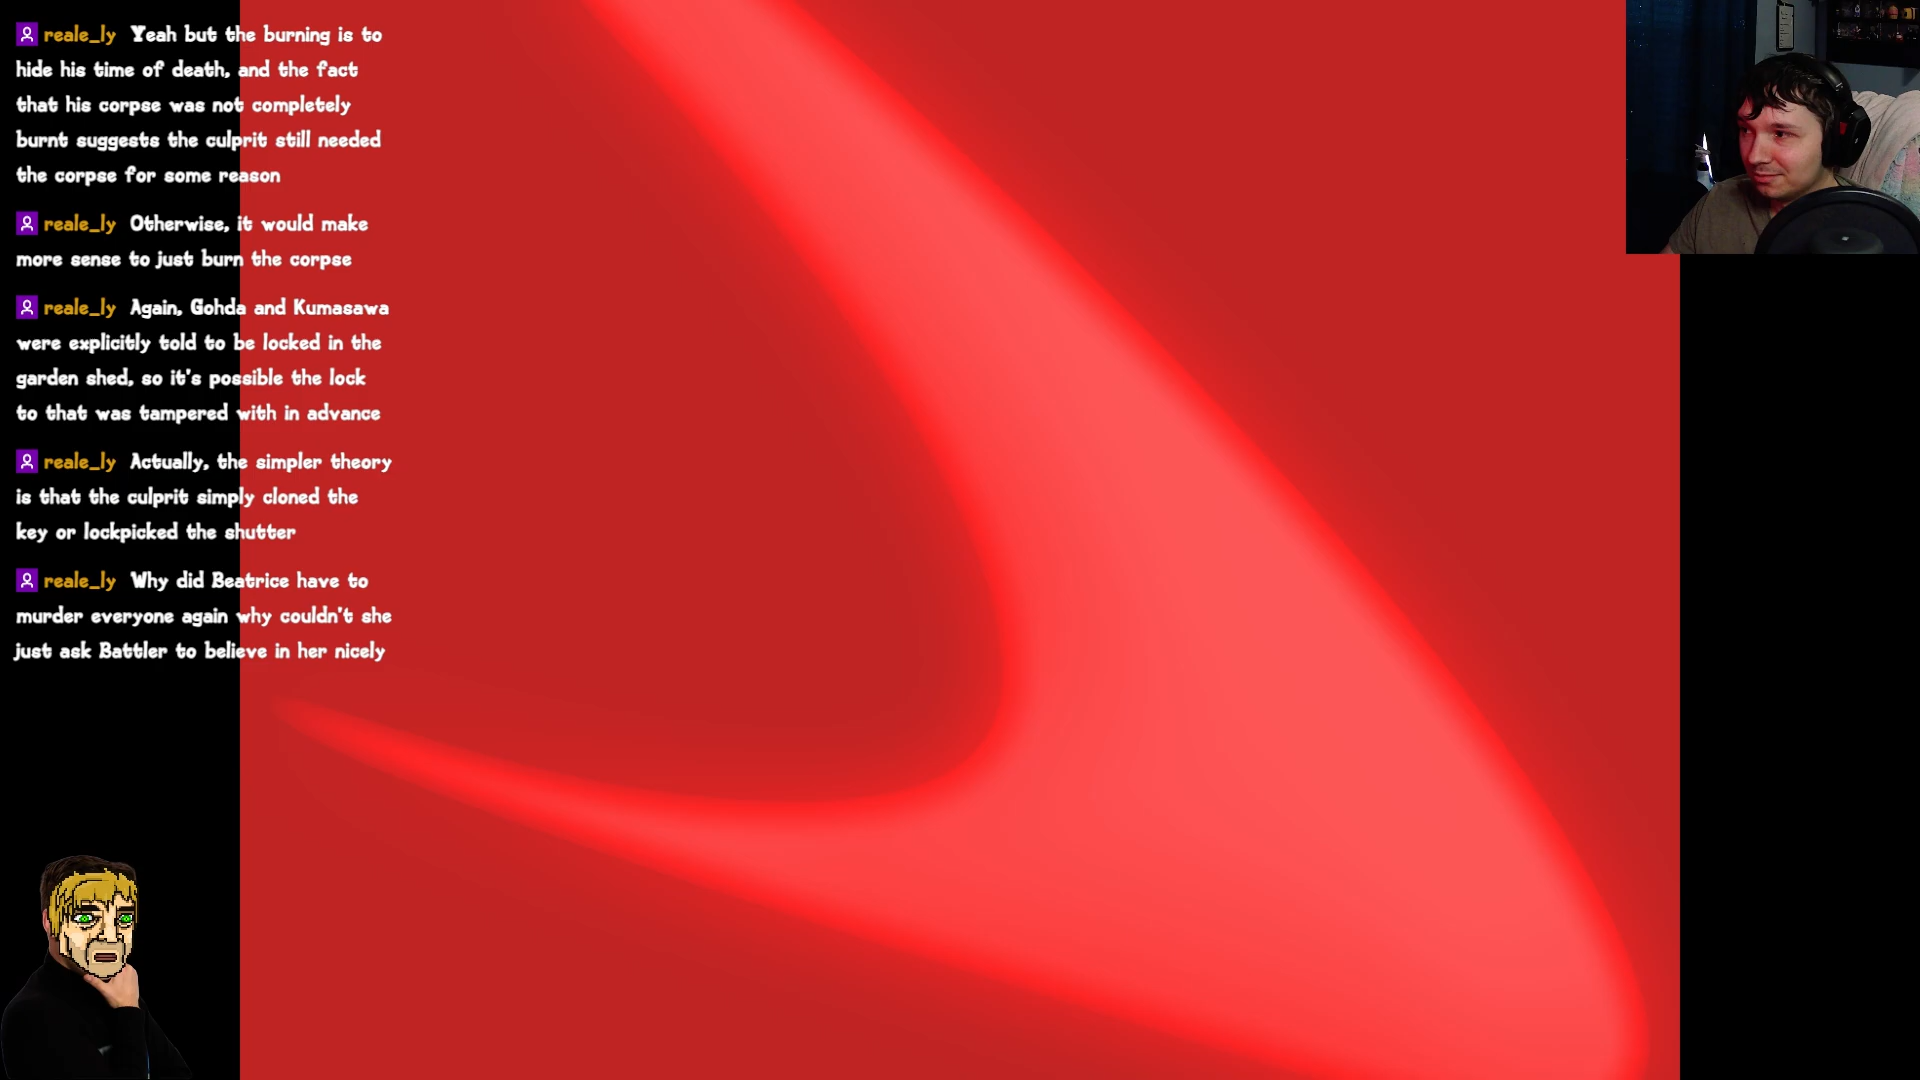 reale_ly Yeah but the burning is to
hide his time of death, and the fact
that his corpse was not completely
burnt suggests the culprit still needed
the corpse for some reason
reale_ly Otherwise, it would make
more sense to just burn the corpse
reale_ly Again, Gohda and Kumasawa
were explicitly told to be locked in the
garden shed, so it's possible the lock
to that was tampered with in advance
reale_ly Actually, the simpler theory
is that the culprit simply cloned the
key or lockpicked the shutter
reale_ly Why did Beatrice have to
murder everyone again why couldn't she
just ask Battler to believe in her nicely